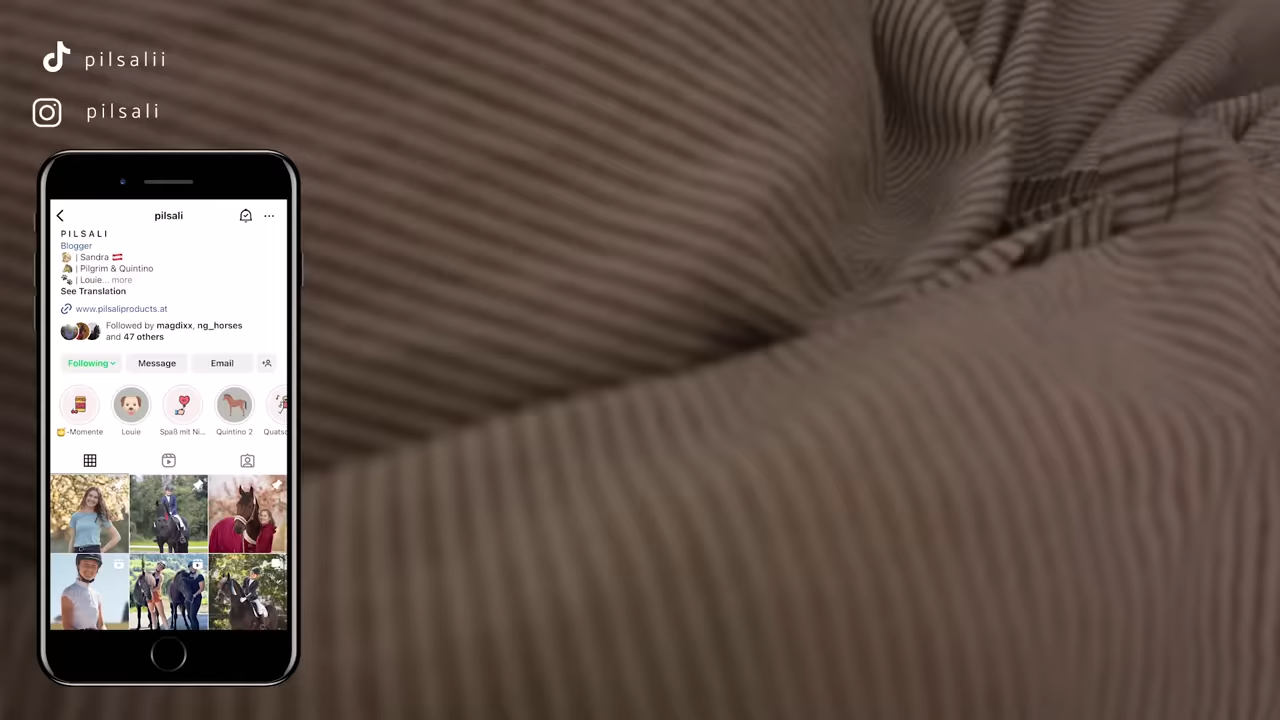 pilsalii
pilsali
pilsali
PILSALI
Blogger
| Sandra
| Pilgrim & Quintino
| Louie... more
See Translation
www.pilsaliproducts.at
Followed by magdixx, ng_horses
and 47 others
Following Message Email
-Momente Louie Spaß mit Ni... Quintino 2 Quatsc